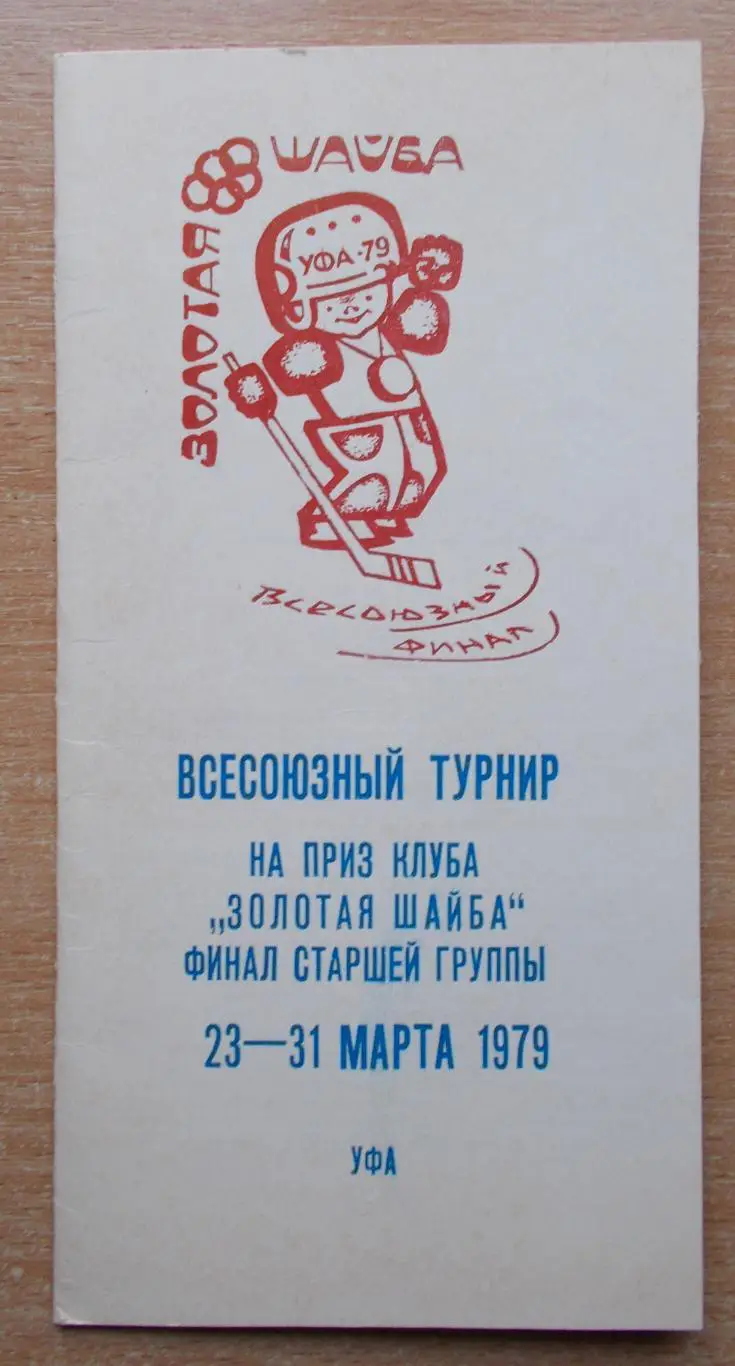 ЗОЛОТАЯ
ШАЙБА
УФА·79
ВСЕСОЮЗНЫЙ
ФИНАЛ
ВСЕСОЮЗНЫЙ ТУРНИР
НА ПРИЗ КЛУБА
„ЗОЛОТАЯ ШАЙБА“
ФИНАЛ СТАРШЕЙ ГРУППЫ
23—31 МАРТА 1979
УФА